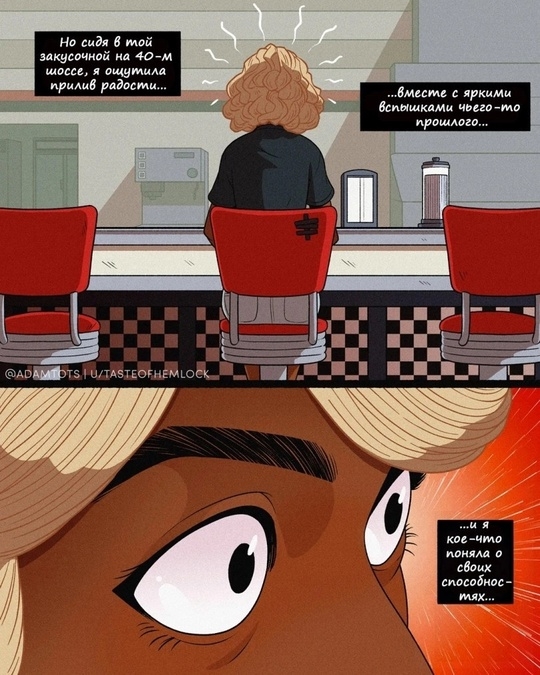 Но сидя в той
закусочной на 40-м
шоссе, я ощутила
прилив радости...
...вместе с яркими
вспышками чьего-то
прошлого...
@ADAMTOTS | U/TASTEOFHEMLOCK
...и я
кое-что
поняла о
своих
способнос-
тях...